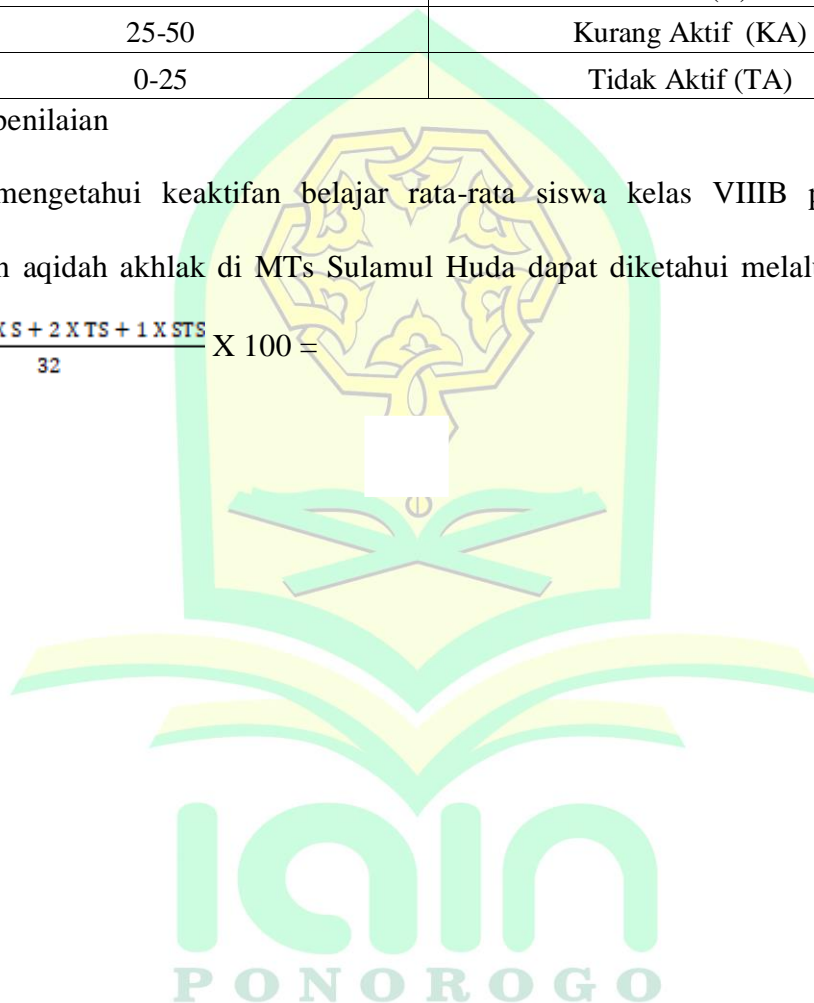 25-50 Kurang Aktif (KA)
0-25 Tidak Aktif (TA)
penilaian
mengetahui keaktifan belajar rata-rata siswa kelas VIIIB
aqidah akhlak di MTs Sulamul Huda dapat diketahui
X S + 2 X TS + 1 X STS
32
X 100 =
iain
PONOROGO